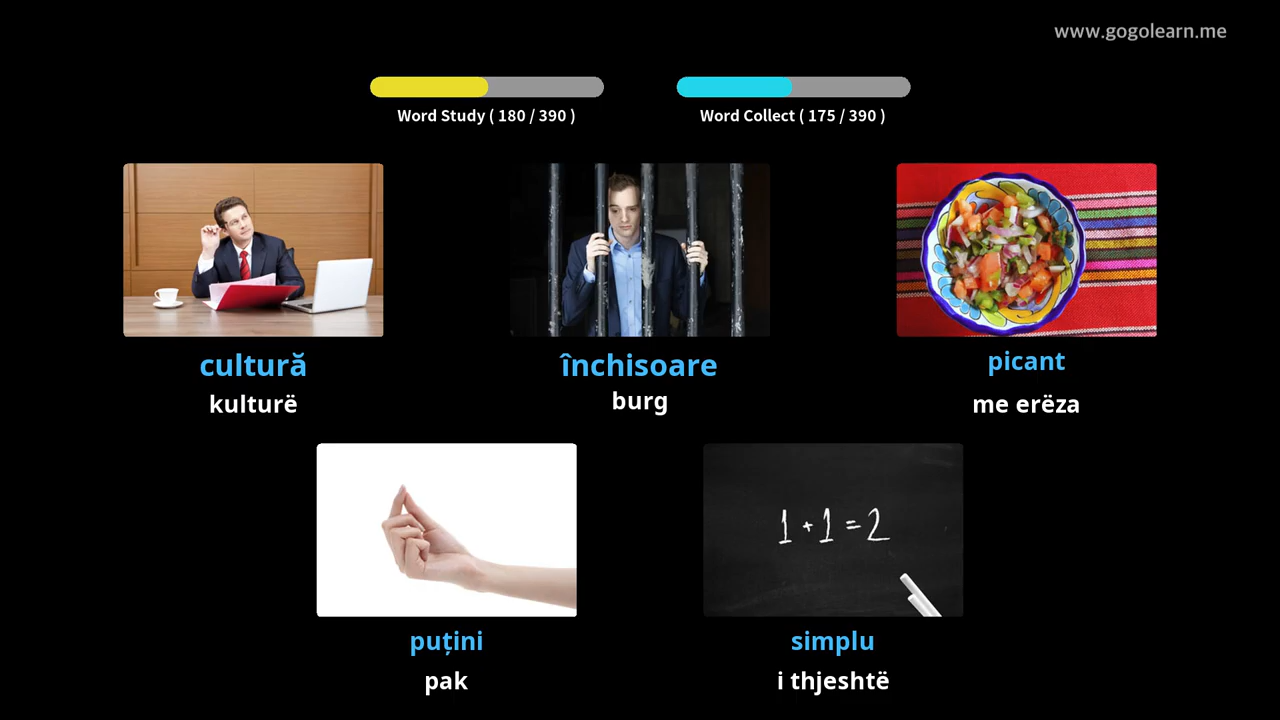 www.gogolearn.me
Word Study ( 180 / 390 )
Word Collect ( 175 / 390 )
cultură
kulturë
închisoare
burg
picant
me erëza
1 + 1 = 2
puțini
pak
simplu
i thjeshtë